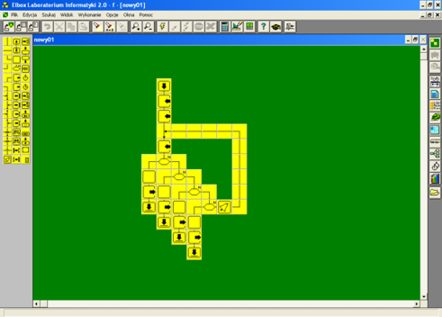 Elbox Laboratorium Informatyki 2.0 - f - [nowy01]
Plik Edycja Szukaj Widok Wykonanie Opcje Okna Pomoc
nowy01